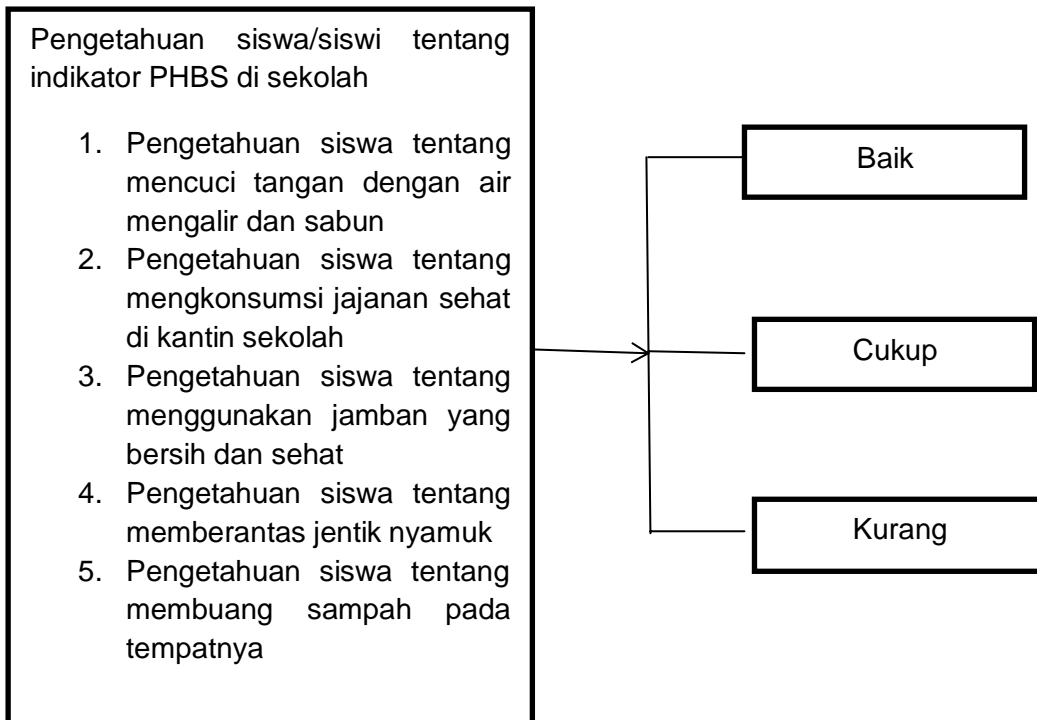 Pengetahuan siswa/siswi tentang
indikator PHBS di sekolah
1. Pengetahuan siswa tentang
mencuci tangan dengan air
mengalir dan sabun
2. Pengetahuan siswa tentang
mengkonsumsi jajanan sehat
di kantin sekolah
3. Pengetahuan siswa tentang
menggunakan jamban yang
bersih dan sehat
4. Pengetahuan siswa tentang
memberantas jentik nyamuk
5. Pengetahuan siswa tentang
membuang sampah pada
tempatnya
Baik
Cukup
Kurang